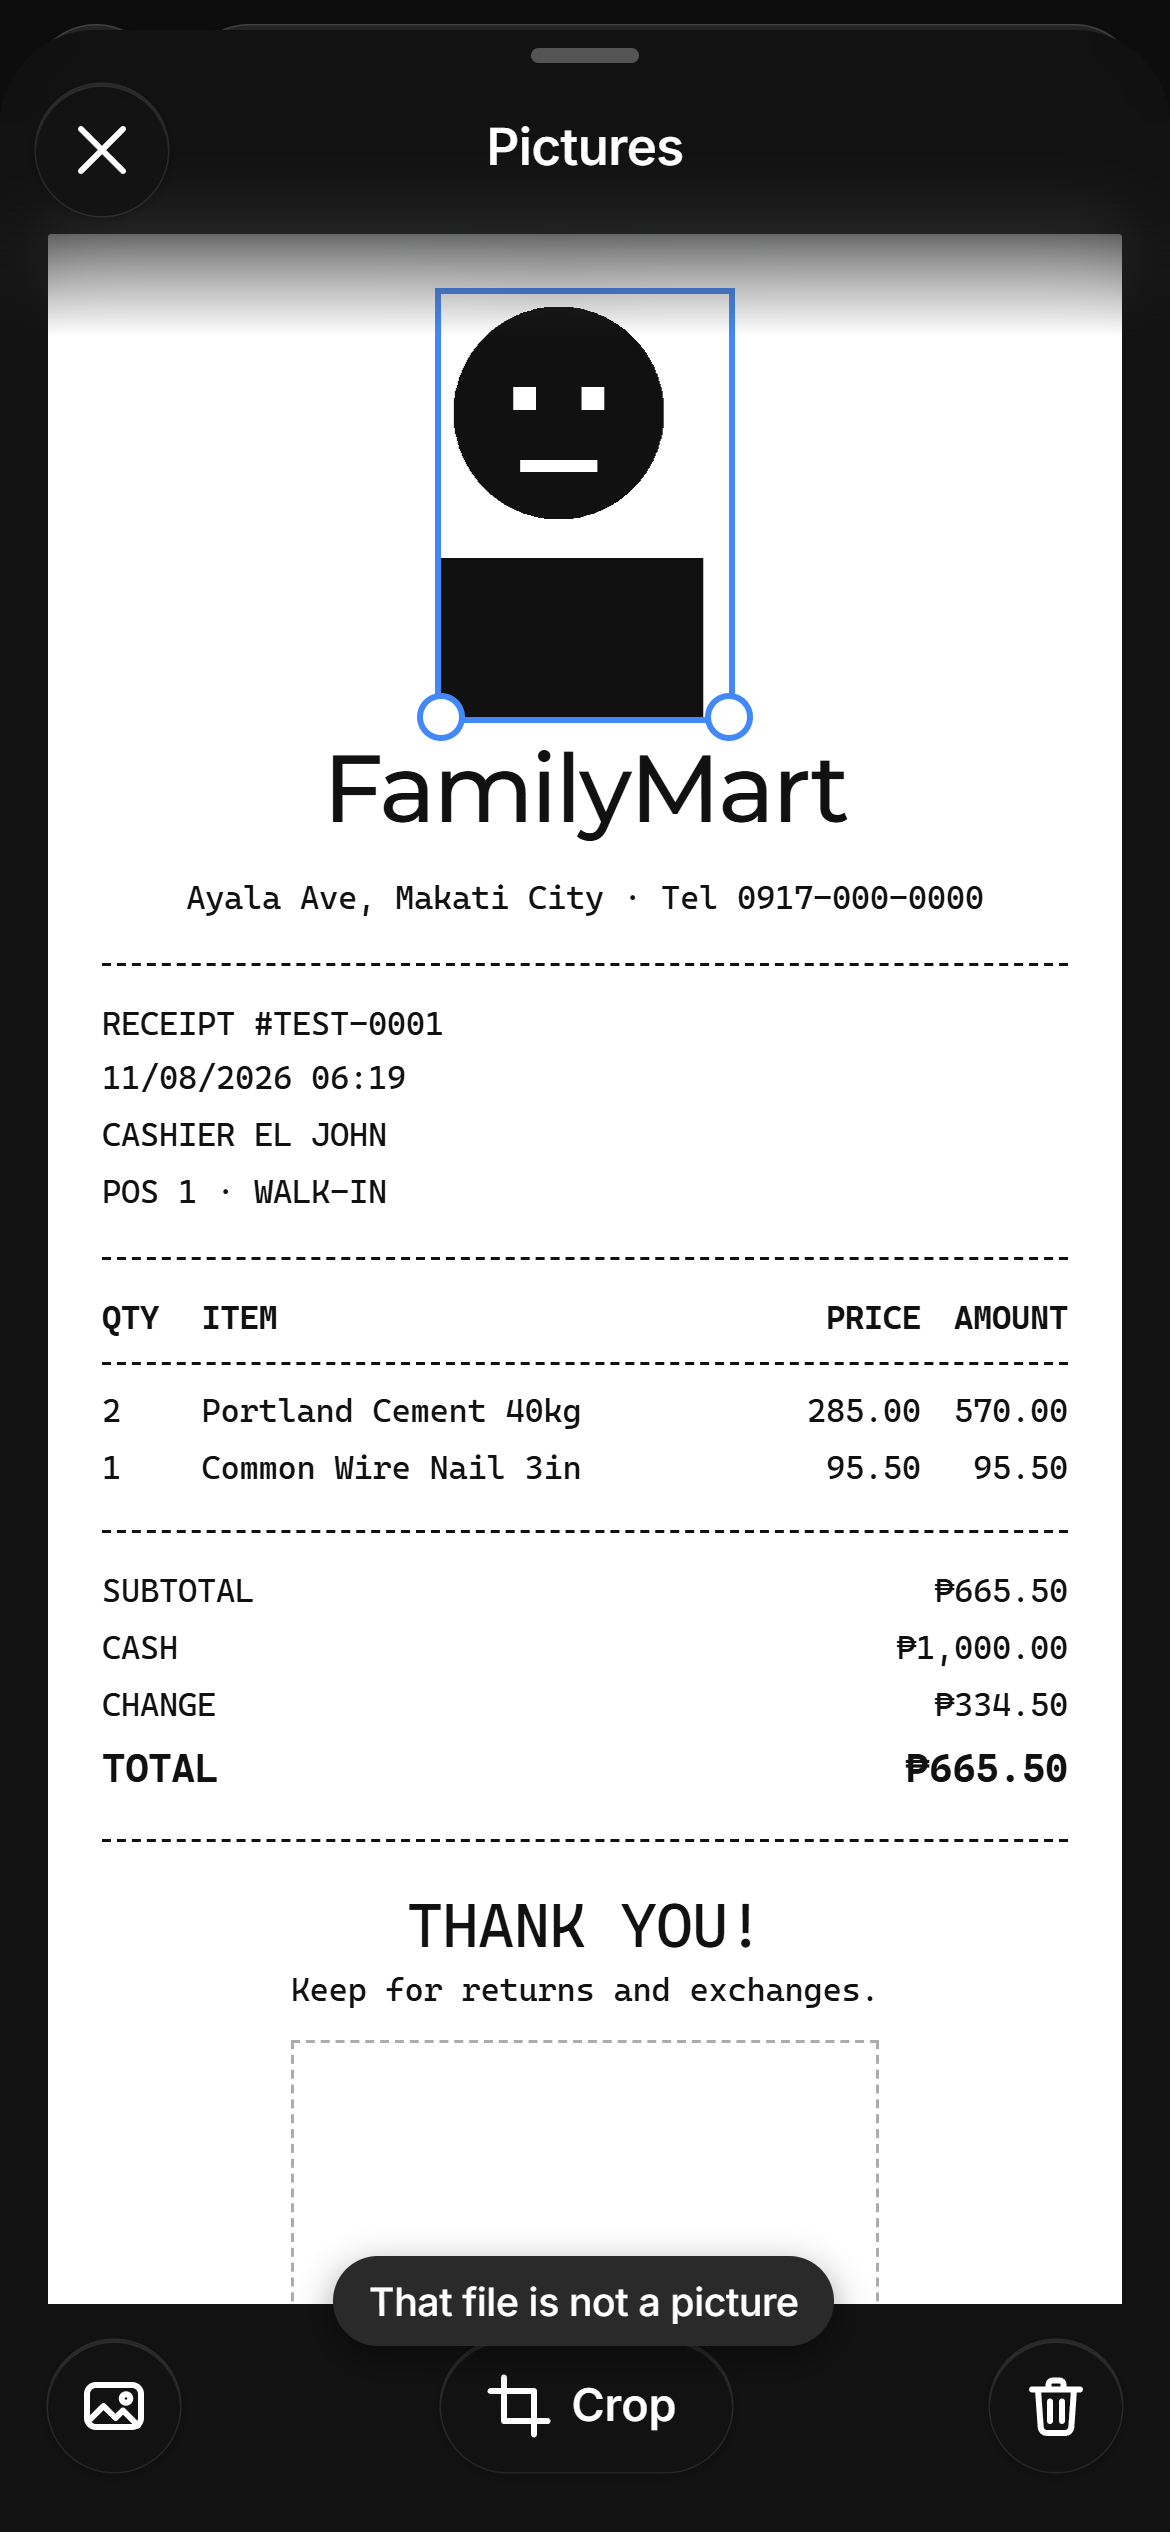 Pictures
FamilyMart
Ayala Ave, Makati City · Tel 0917-000-0000
RECEIPT #TEST-0001
11/08/2026 06:19
CASHIER EL JOHN
POS 1 · WALK-IN
QTY ITEM PRICE AMOUNT
2 Portland Cement 40kg 285.00 570.00
1 Common Wire Nail 3in 95.50 95.50
SUBTOTAL ₱665.50
CASH ₱1,000.00
CHANGE ₱334.50
TOTAL ₱665.50
THANK YOU!
Keep for returns and exchanges.
That file is not a picture
Crop